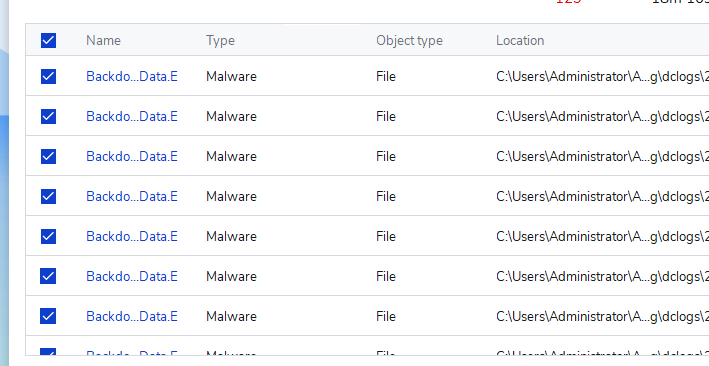 125
Name Type Object type Location
Backdo...Data.E Malware File C:\Users\Administrator\A...g\dclogs\2
Backdo...Data.E Malware File C:\Users\Administrator\A...g\dclogs\2
Backdo...Data.E Malware File C:\Users\Administrator\A...g\dclogs\2
Backdo...Data.E Malware File C:\Users\Administrator\A...g\dclogs\2
Backdo...Data.E Malware File C:\Users\Administrator\A...g\dclogs\2
Backdo...Data.E Malware File C:\Users\Administrator\A...g\dclogs\2
Backdo...Data.E Malware File C:\Users\Administrator\A...g\dclogs\2
Backdo...Data.E Malware File C:\Users\Administrator\A...g\dclogs\2